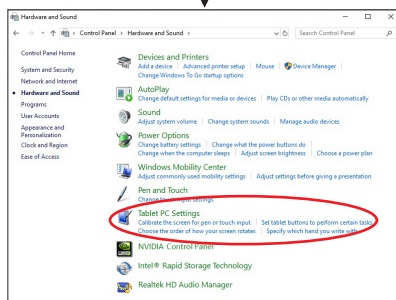 Hardware and Sound
Control Panel > Hardware and Sound >
Search Control Panel
Control Panel Home
System and Security
Network and Internet
Hardware and Sound
Programs
User Accounts
Appearance and
Personalization
Clock and Region
Ease of Access
Devices and Printers
Add a device | Advanced printer setup | Mouse | Device Manager
Change Windows To Go startup options
AutoPlay
Change default settings for media or devices | Play CDs or other media automatically
Sound
Adjust system volume | Change system sounds | Manage audio devices
Power Options
Change battery settings | Change what the power buttons do
Change when the computer sleeps | Adjust screen brightness | Choose a power plan
Windows Mobility Center
Adjust commonly used mobility settings | Adjust settings before giving a presentation
Pen and Touch
Change touch input settings
Tablet PC Settings
Calibrate the screen for pen or touch input | Set tablet buttons to perform certain tasks
Choose the order of how your screen rotates | Specify which hand you write with
NVIDIA Control Panel
Intel® Rapid Storage Technology
Realtek HD Audio Manager